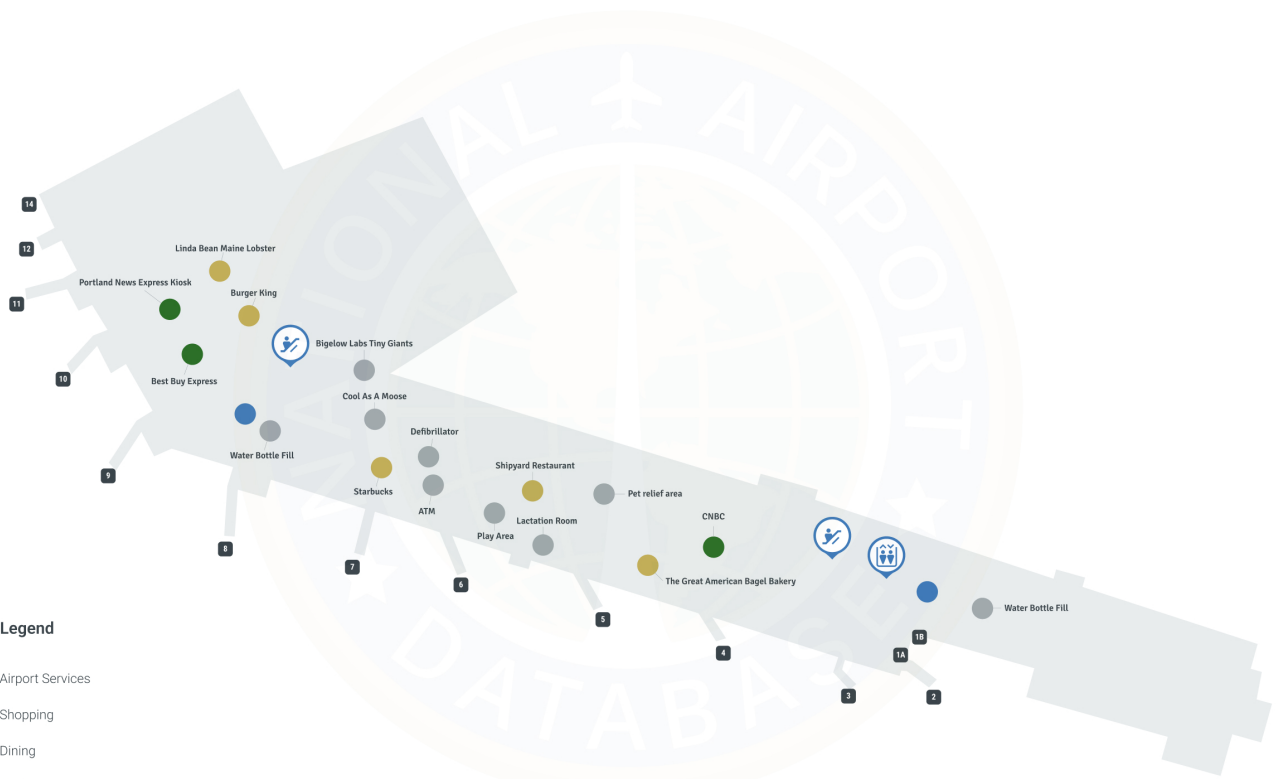 NATIONAL AIRPORT
DATABASE
14
12
Linda Bean Maine Lobster
Portland News Express Kiosk
Burger King
11
Bigelow Labs Tiny Giants
10
Best Buy Express
Cool As A Moose
Defibrillator
Water Bottle Fill
Shipyard Restaurant
9
Starbucks
Pet relief area
ATM
Lactation Room
CNBC
Play Area
8
7
6
The Great American Bagel Bakery
Water Bottle Fill
5
1B
4
1A
3
2
Legend
Airport Services
Shopping
Dining